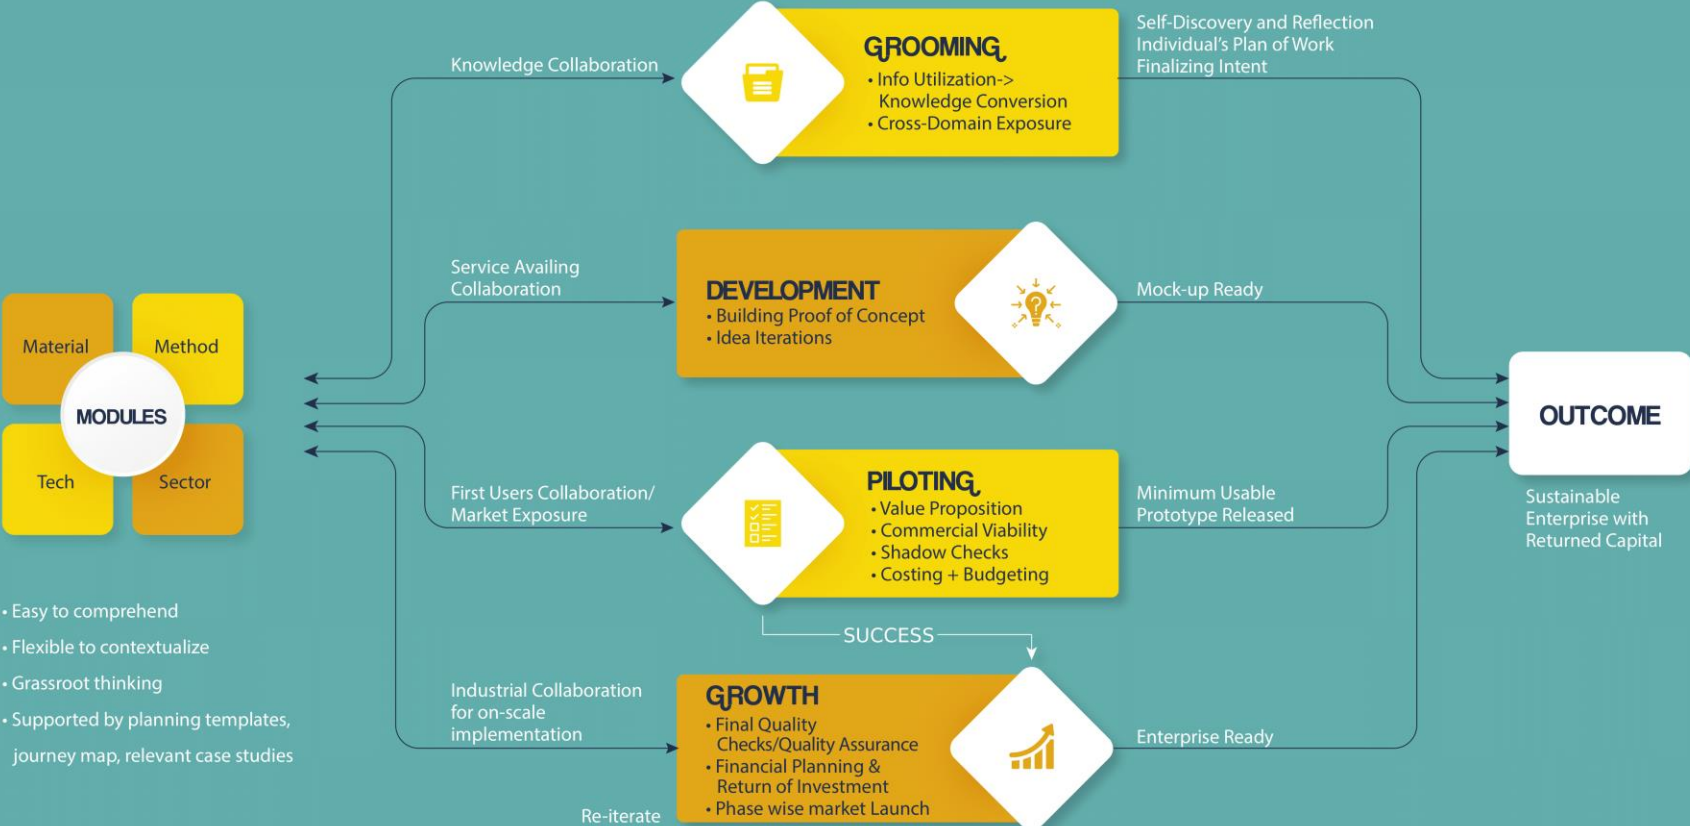 Knowledge Collaboration
GROOMING
• Info Utilization->
Knowledge Conversion
• Cross-Domain Exposure
Self-Discovery and Reflection
Individual's Plan of Work
Finalizing Intent
Service Availing
Collaboration
DEVELOPMENT
• Building Proof of Concept
• Idea Iterations
Mock-up Ready
Material
Method
MODULES
Tech
Sector
OUTCOME
Sustainable
Enterprise with
Returned Capital
First Users Collaboration/
Market Exposure
PILOTING
• Value Proposition
• Commercial Viability
• Shadow Checks
• Costing + Budgeting
Minimum Usable
Prototype Released
SUCCESS
• Easy to comprehend
• Flexible to contextualize
• Grassroot thinking
• Supported by planning templates,
journey map, relevant case studies
Industrial Collaboration
for on-scale
implementation
GROWTH
• Final Quality
Checks/Quality Assurance
• Financial Planning &
Return of Investment
• Phase wise market Launch
Enterprise Ready
Re-iterate